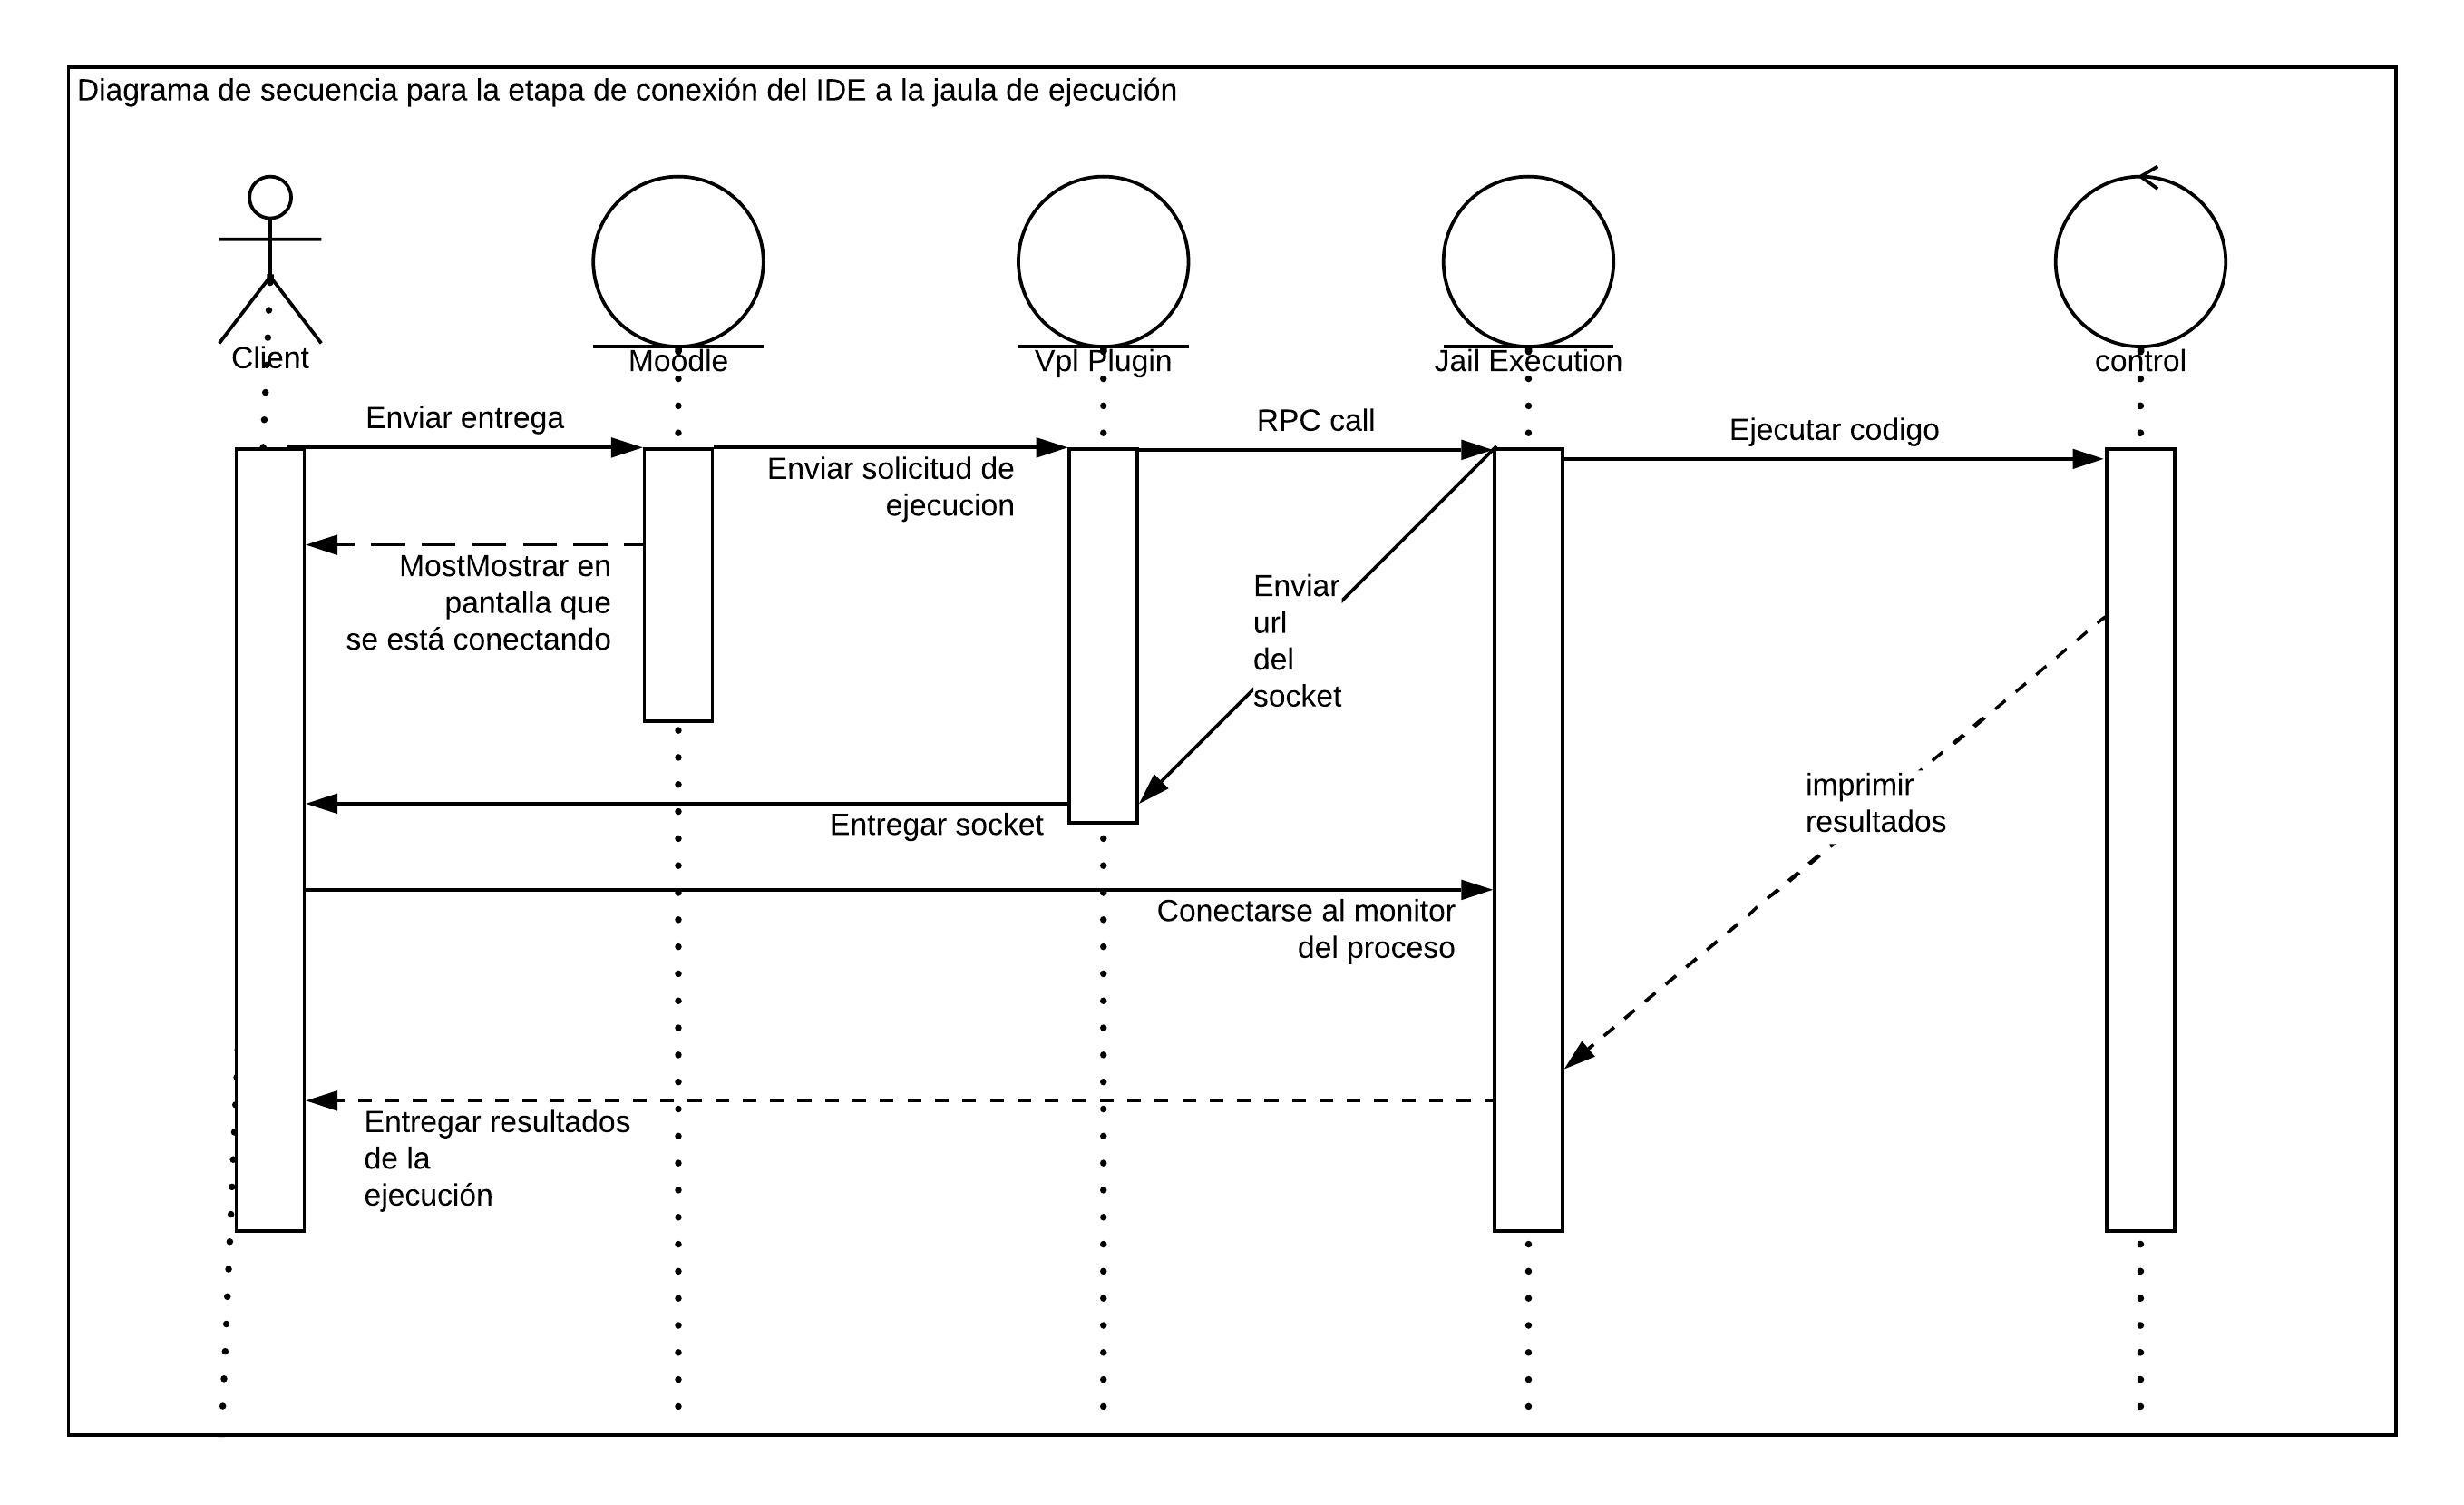 Diagrama de secuencia para la etapa de conexión del IDE a la jaula de ejecución
Client
Moodle
Vpl Plugin
Jail Execution
control
Enviar entrega
Enviar solicitud de
ejecucion
RPC call
Ejecutar codigo
MostMostrar en
pantalla que
se está conectando
Enviar
url
del
socket
imprimir
resultados
Entregar socket
Conectarse al monitor
del proceso
Entregar resultados
de la
ejecución